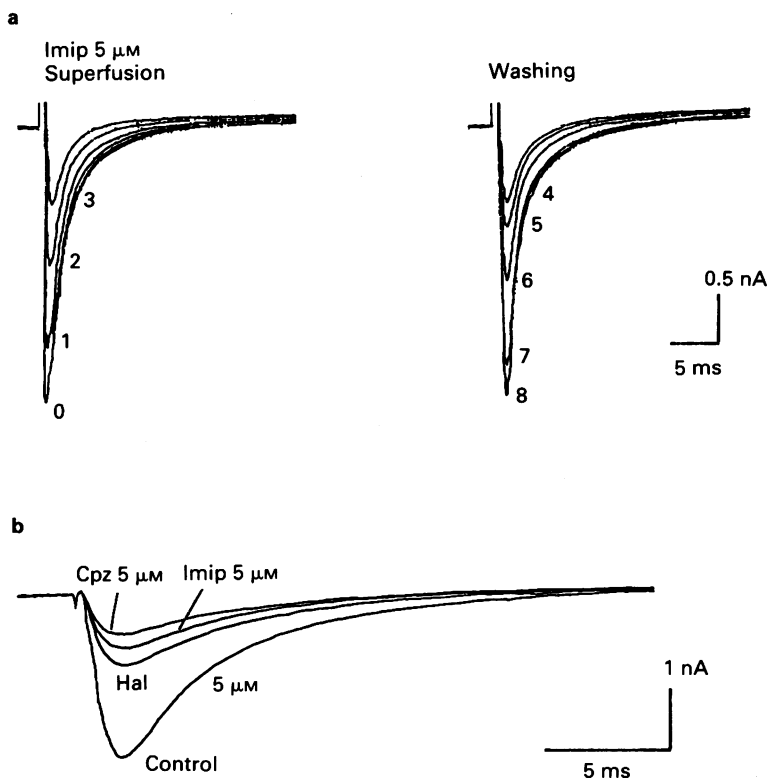 a
Imip 5 μM
Superfusion
Washing
3
2
1
0
4
5
6
7
8
0.5 nA
5 ms
b
Cpz 5 μM
Imip 5 μM
Hal
5 μM
Control
1 nA
5 ms